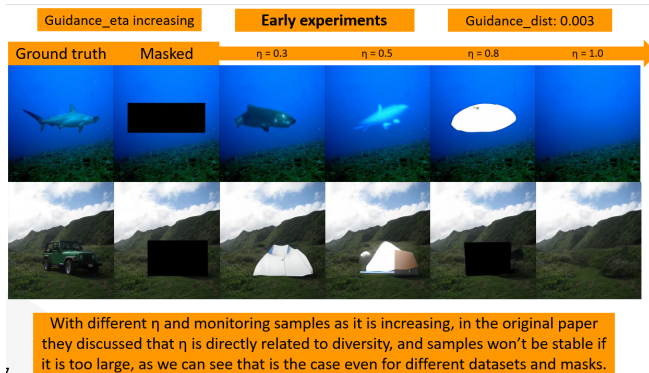 Guidance_eta increasing
Early experiments
Guidance_dist: 0.003
Ground truth
Masked
η = 0.3
η = 0.5
η = 0.8
η = 1.0
With different η and monitoring samples as it is increasing, in the original paper
they discussed that η is directly related to diversity, and samples won't be stable if
it is too large, as we can see that is the case even for different datasets and masks.